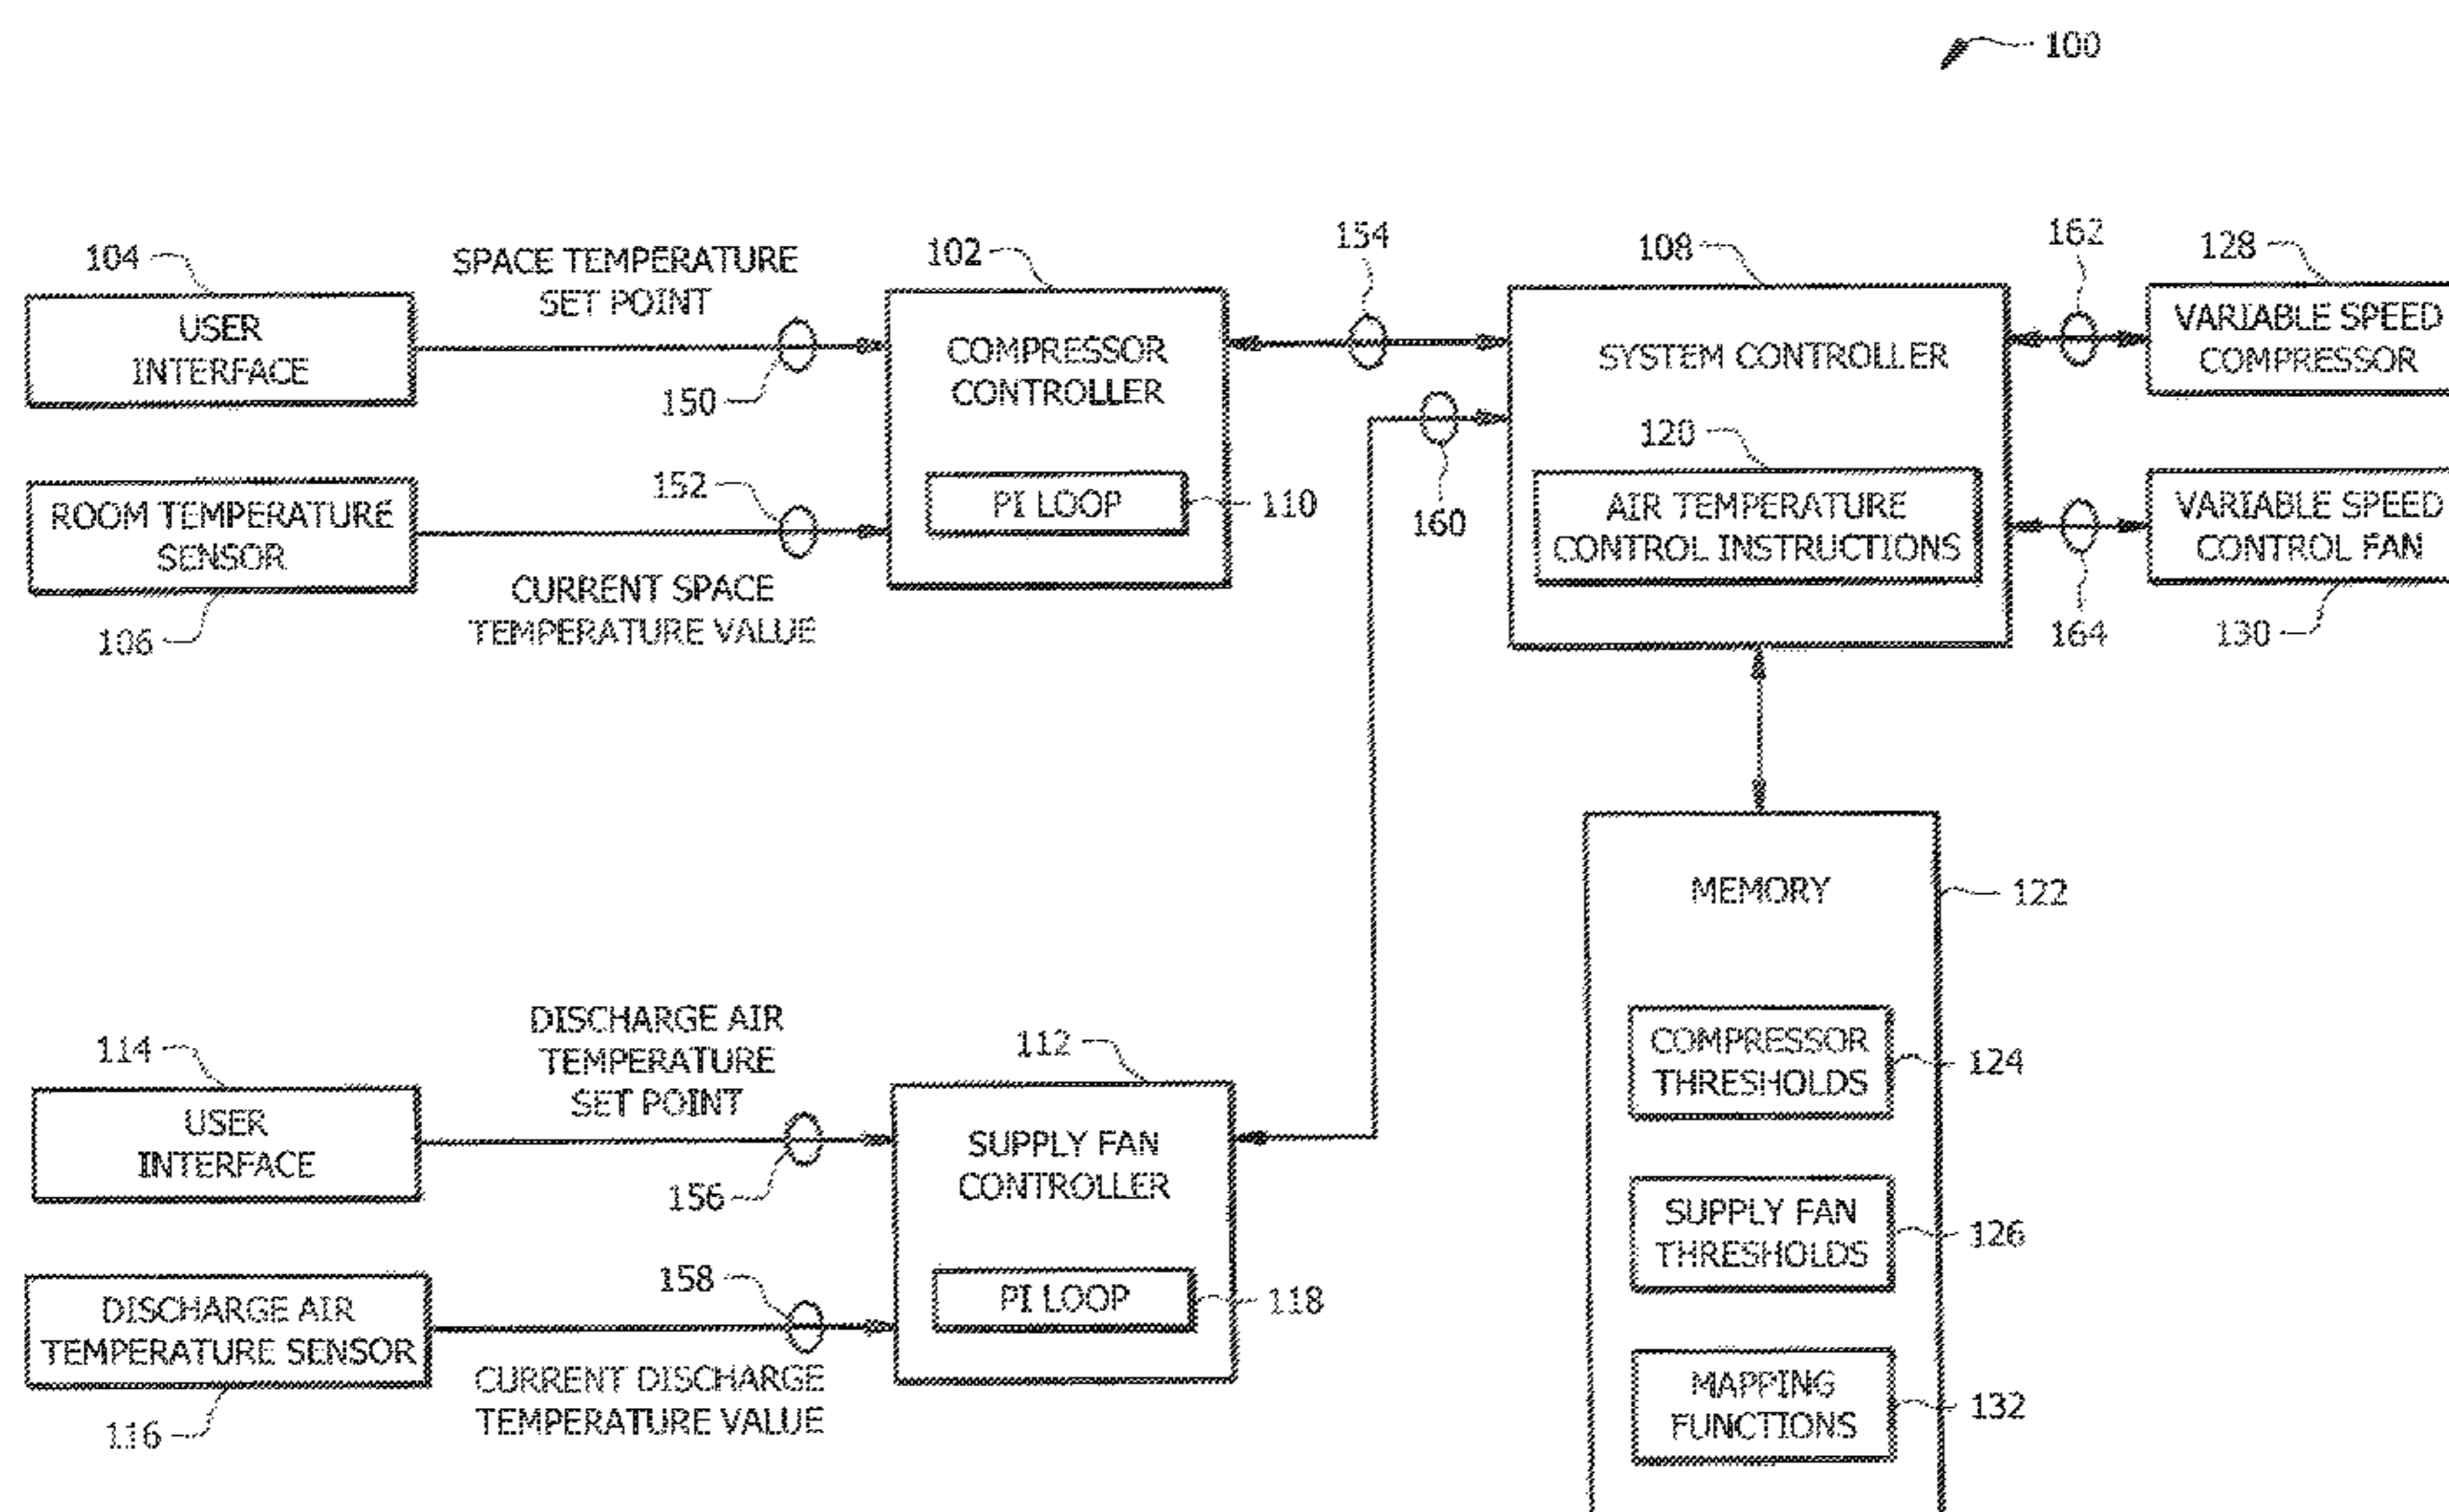 100
104
USER
INTERFACE
SPACE TEMPERATURE
SET POINT
150
102
COMPRESSOR
CONTROLLER
PI LOOP
110
154
160
108
SYSTEM CONTROLLER
120
AIR TEMPERATURE
CONTROL INSTRUCTIONS
162
128
VARIABLE SPEED
COMPRESSOR
ROOM TEMPERATURE
SENSOR
106
152
CURRENT SPACE
TEMPERATURE VALUE
VARIABLE SPEED
CONTROL FAN
164
130
MEMORY
122
COMPRESSOR
THRESHOLDS
124
SUPPLY FAN
THRESHOLDS
126
MAPPING
FUNCTIONS
132
114
USER
INTERFACE
DISCHARGE AIR
TEMPERATURE
SET POINT
156
112
SUPPLY FAN
CONTROLLER
PI LOOP
118
DISCHARGE AIR
TEMPERATURE SENSOR
116
158
CURRENT DISCHARGE
TEMPERATURE VALUE